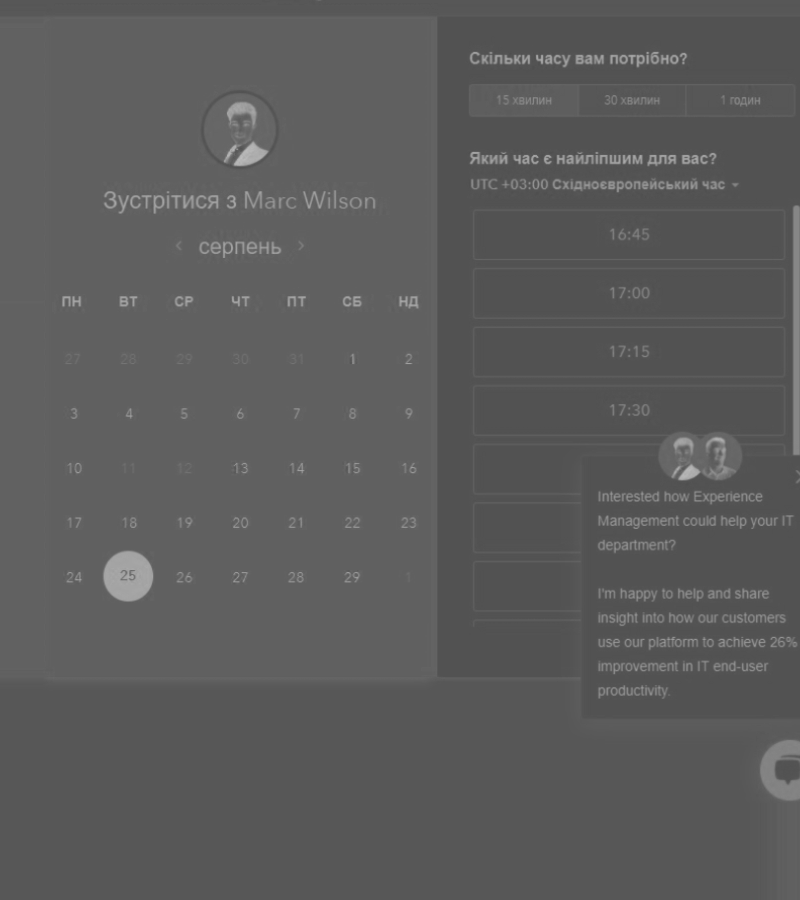 Скільки часу вам потрібно?
15 хвилин 30 хвилин 1 годин
Який час є найліпшим для вас?
UTC +03:00 Східноєвропейський час
16:45
17:00
17:15
17:30
Зустрітися з Marc Wilson
серпень
ПН ВТ СР ЧТ ПТ СБ НД
27 28 29 30 31 1 2
3 4 5 6 7 8 9
10 11 12 13 14 15 16
17 18 19 20 21 22 23
24 25 26 27 28 29 1
Interested how Experience
Management could help your IT
department?
I'm happy to help and share
insight into how our customers
use our platform to achieve 26%
improvement in IT end-user
productivity.